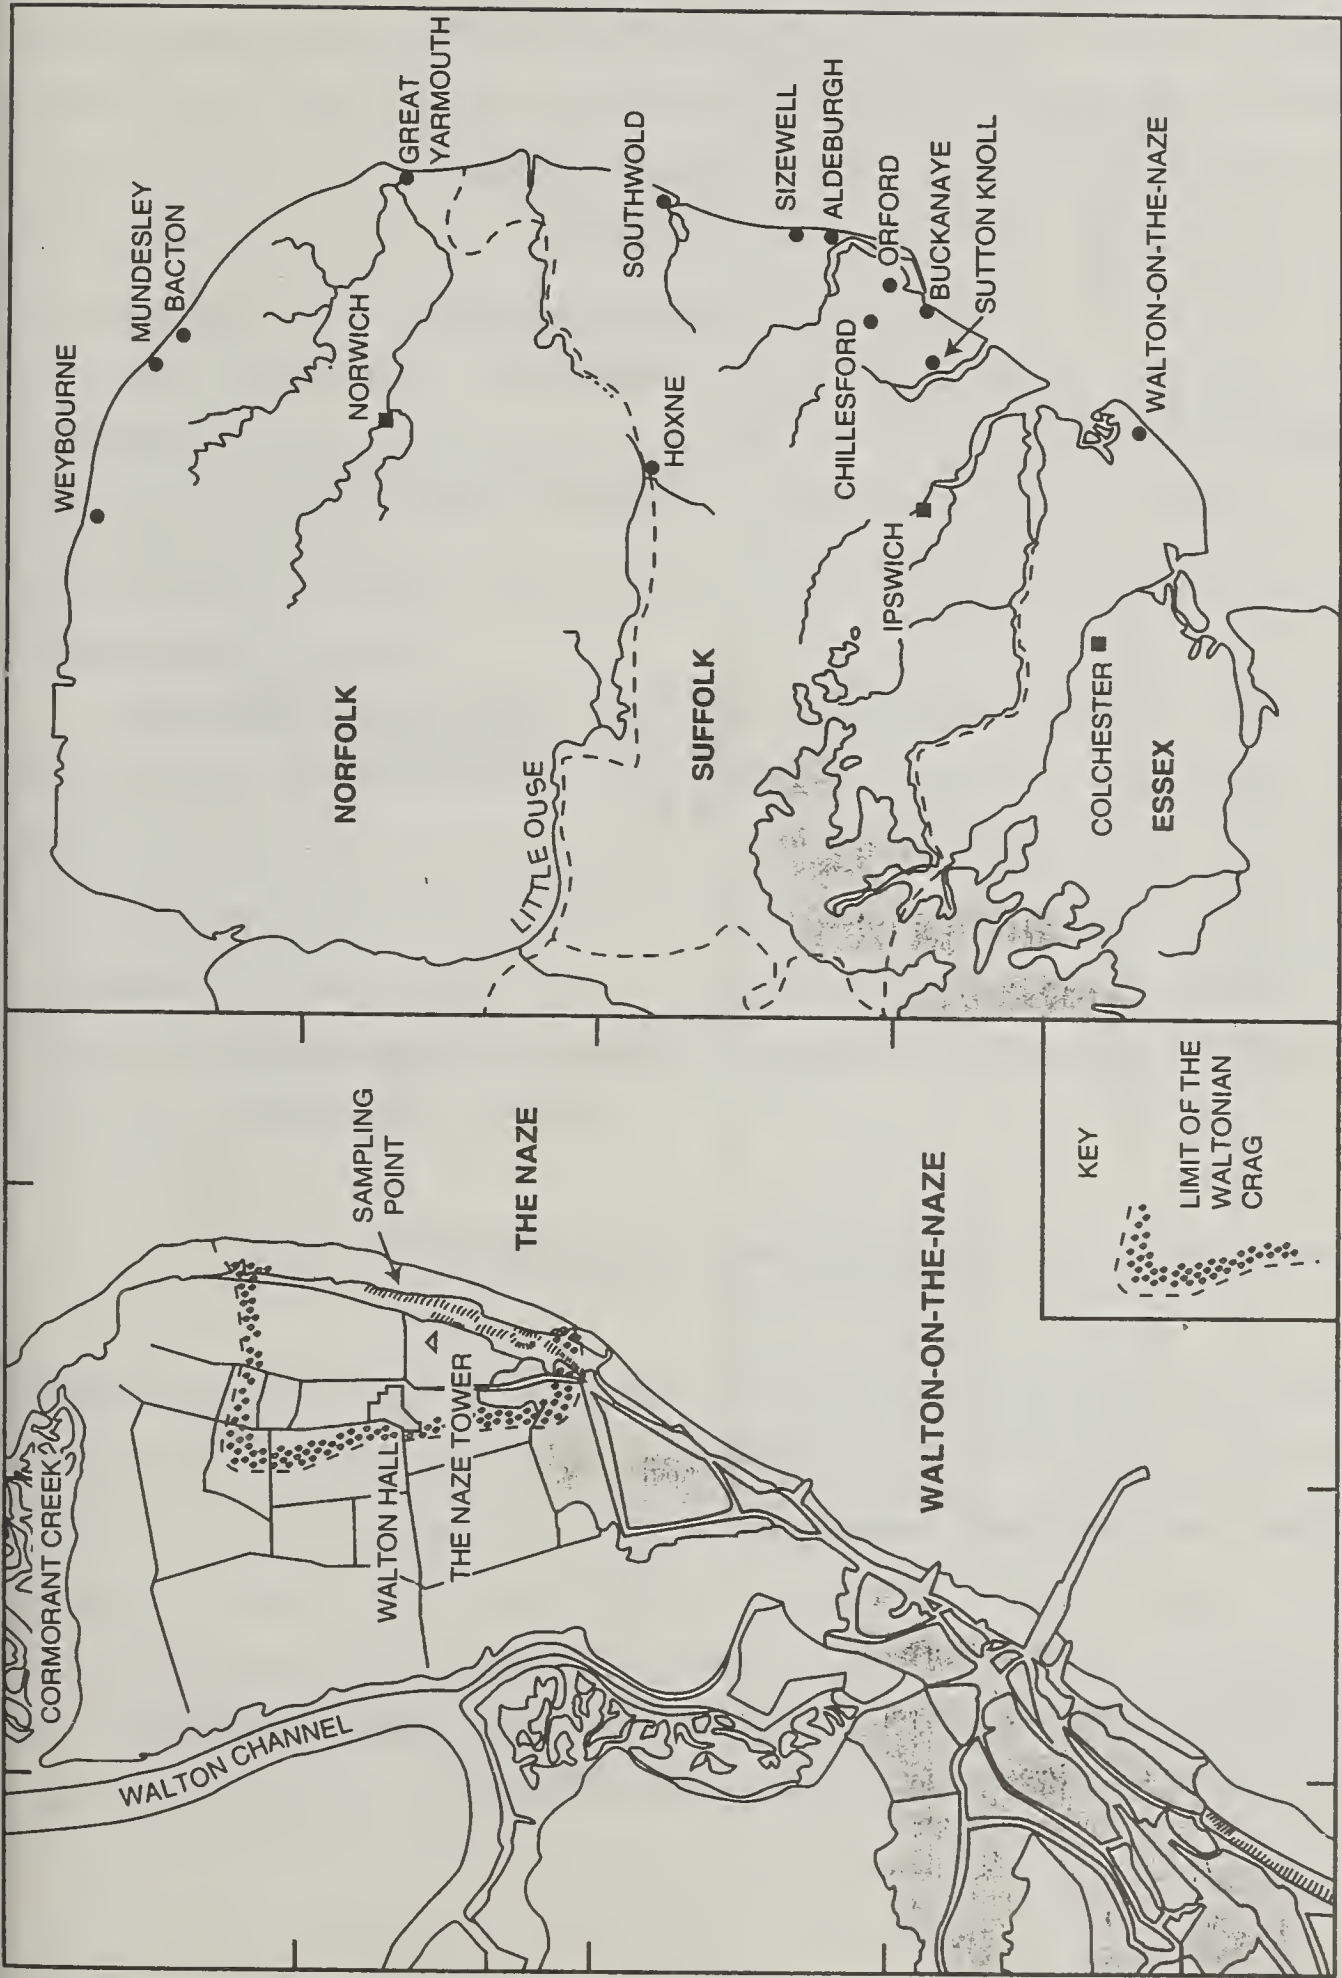 CORMORANT CREEK
WALTON CHANNEL
WALTON HALL
THE NAZE TOWER
SAMPLING
POINT
THE NAZE
WALTON-ON-THE-NAZE
KEY
LIMIT OF THE
WALTONIAN
CRAG
WEYBOURNE
MUNDESLEY
BACTON
GREAT
YARMOUTH
NORWICH
NORFOLK
LITTLE OUSE
HOXNE
SOUTHWOLD
SUFFOLK
SIZEWELL
ALDEBURGH
ORFORD
CHILLESFORD
BUCKANAYE
SUTTON KNOLL
IPSWICH
WALTON-ON-THE-NAZE
COLCHESTER
ESSEX